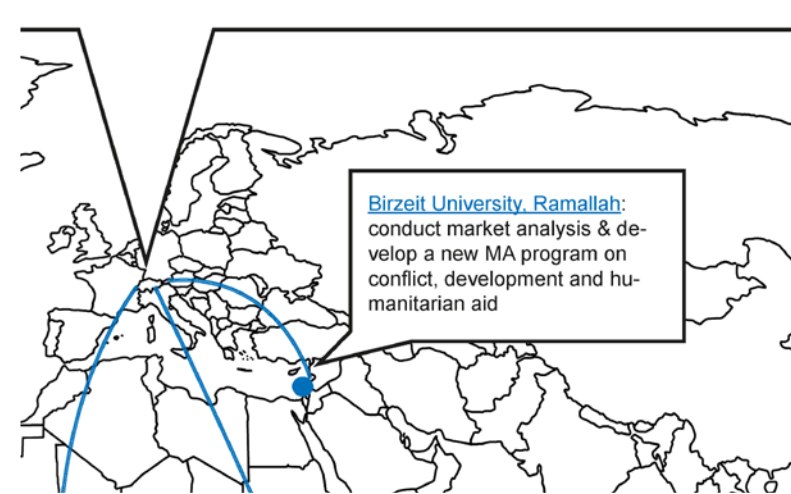 Birzeit University, Ramallah:
conduct market analysis & de-
velop a new MA program on
conflict, development and hu-
manitarian aid